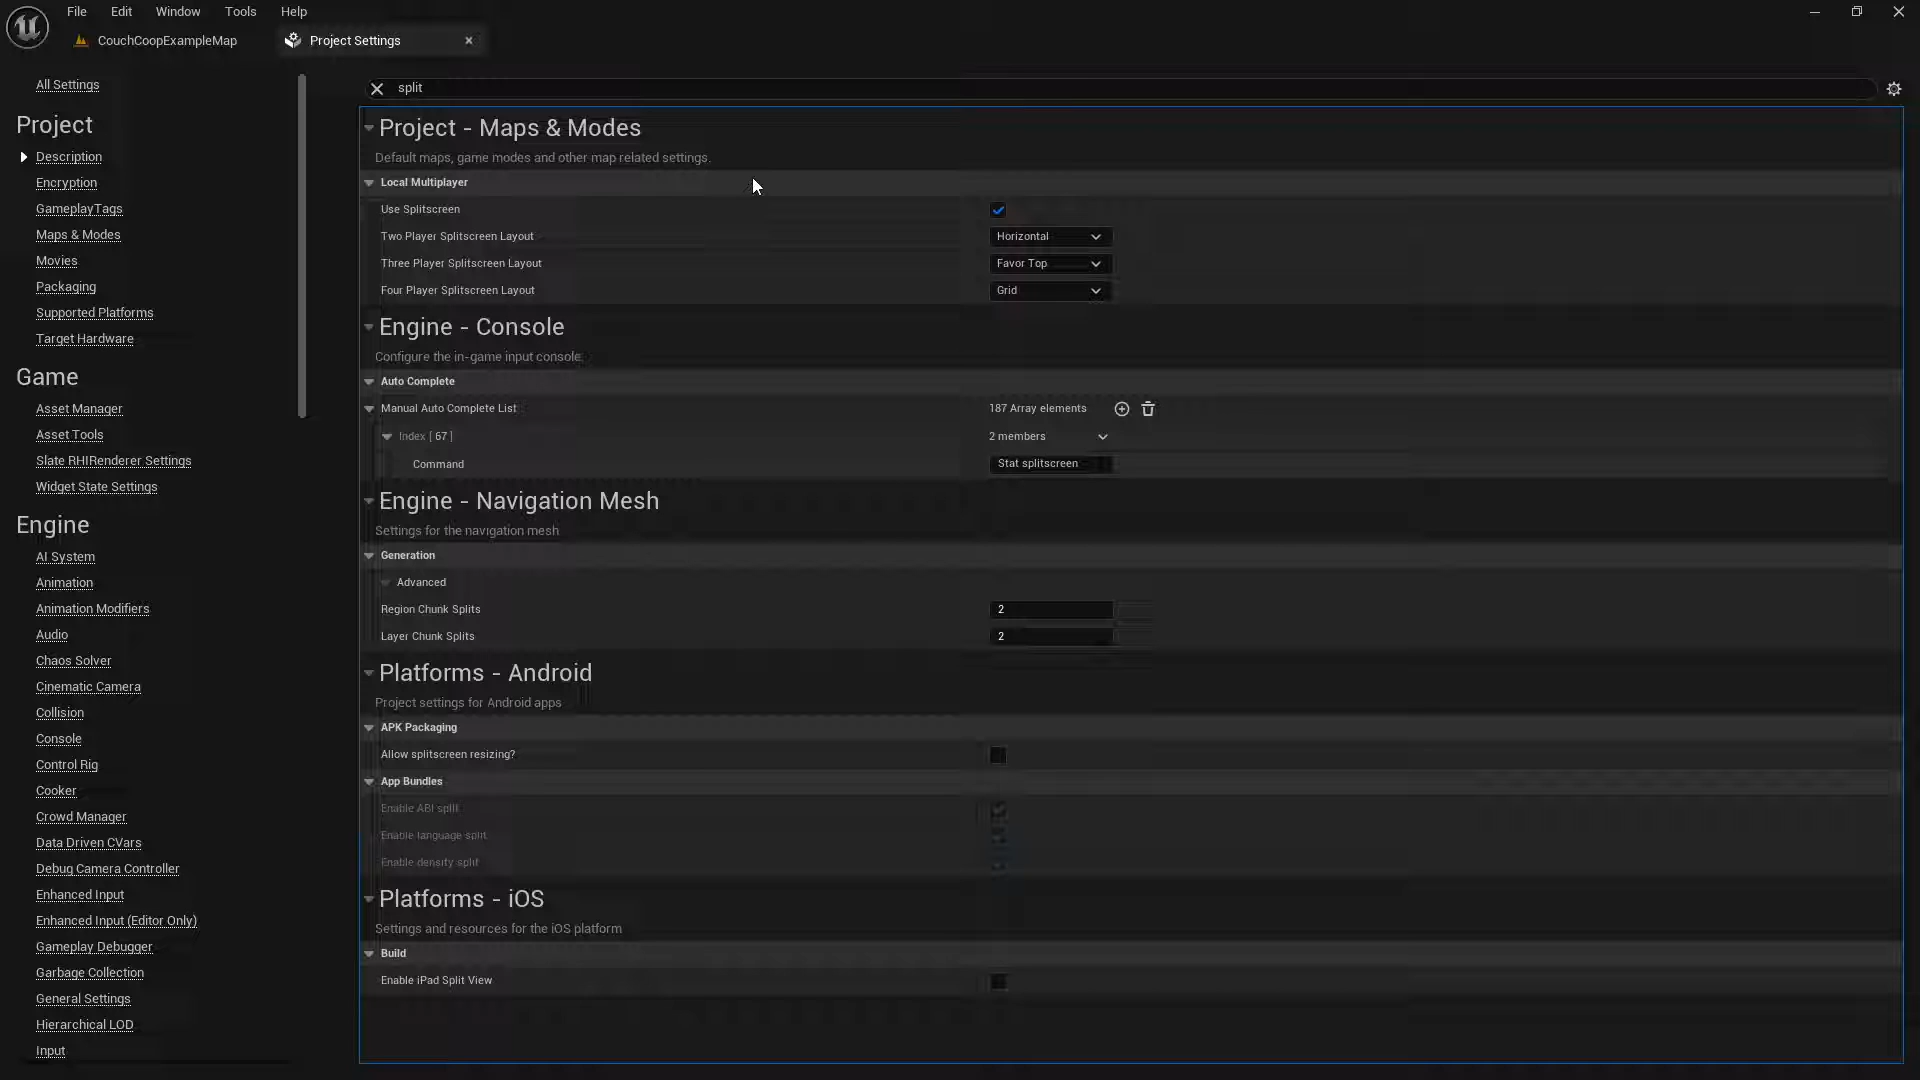 File Edit Window Tools Help
CouchCoopExampleMap Project Settings
All Settings
Project
Description
Encryption
GameplayTags
Maps & Modes
Movies
Packaging
Supported Platforms
Target Hardware
Game
Asset Manager
Asset Tools
Slate RHIRenderer Settings
Widget State Settings
Engine
AI System
Animation
Animation Modifiers
Audio
Chaos Solver
Cinematic Camera
Collision
Console
Control Rig
Cooker
Crowd Manager
Data Driven CVars
Debug Camera Controller
Enhanced Input
Enhanced Input (Editor Only)
Gameplay Debugger
Garbage Collection
General Settings
Hierarchical LOD
Input
split
Project - Maps & Modes
Default maps, game modes and other map related settings.
Local Multiplayer
Use Splitscreen
Two Player Splitscreen Layout Horizontal
Three Player Splitscreen Layout Favor Top
Four Player Splitscreen Layout Grid
Engine - Console
Configure the in-game input console.
Auto Complete
Manual Auto Complete List 187 Array elements
Index [ 67 ] 2 members
Command Stat splitscreen
Engine - Navigation Mesh
Settings for the navigation mesh
Generation
Advanced
Region Chunk Splits 2
Layer Chunk Splits 2
Platforms - Android
Project settings for Android apps
APK Packaging
Allow splitscreen resizing?
App Bundles
Enable ABI split
Enable language split
Enable density split
Platforms - iOS
Settings and resources for the iOS platform
Build
Enable iPad Split View